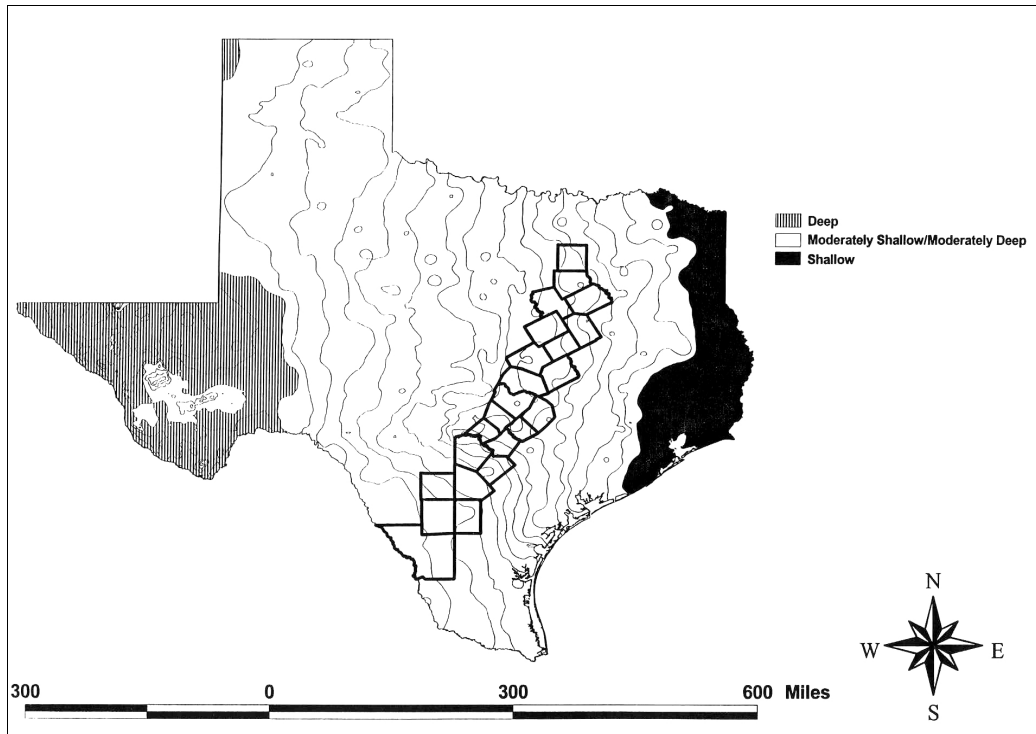 Deep
Moderately Shallow/Moderately Deep
Shallow
N
W E
S
300 0 300 600 Miles